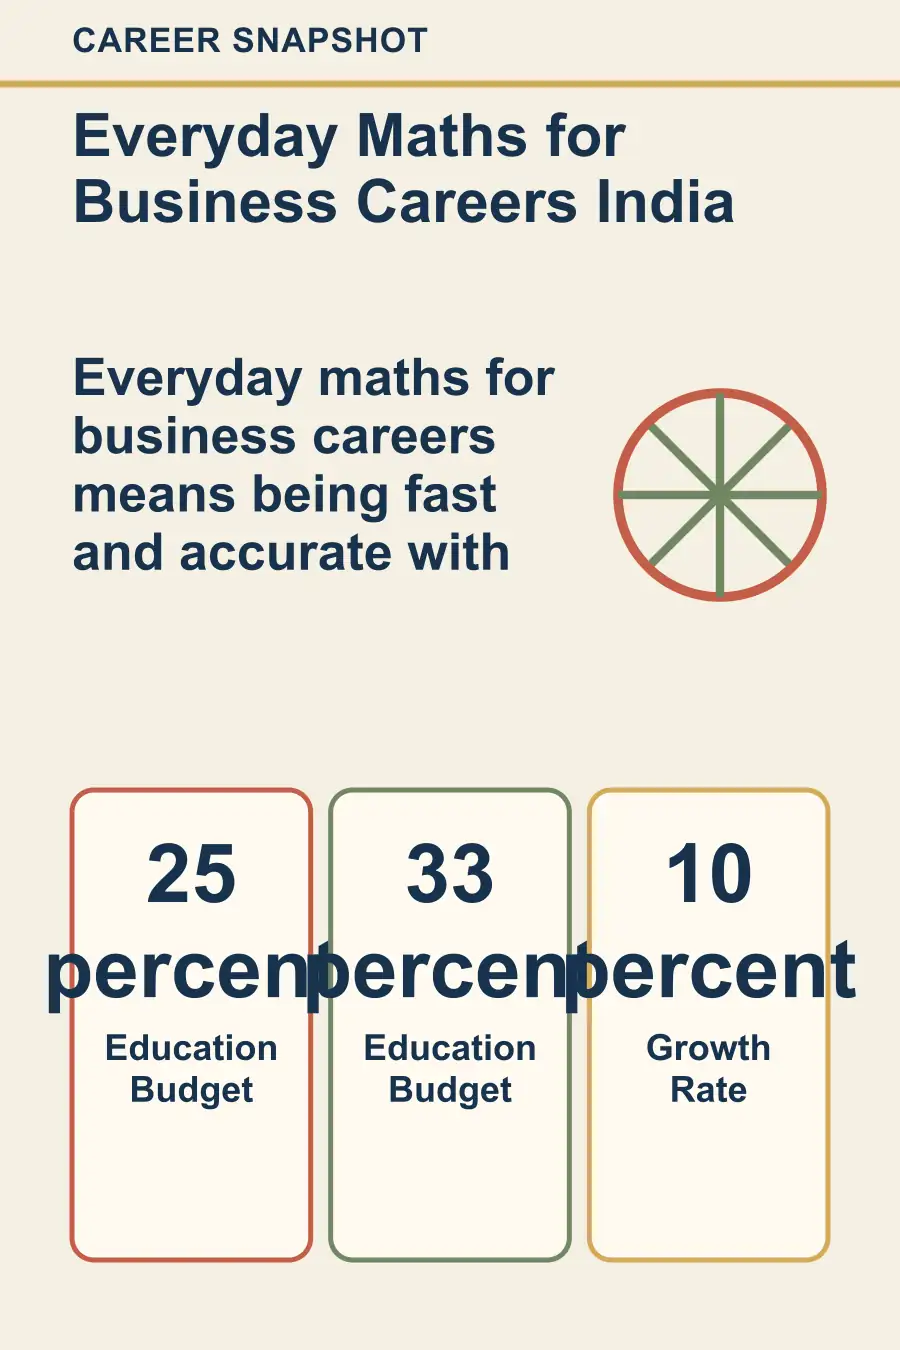 CAREER SNAPSHOT
Everyday Maths for
Business Careers India
Everyday maths for
business careers
means being fast
and accurate with
25
percent
Education
Budget
33
percent
Education
Budget
10
percent
Growth
Rate